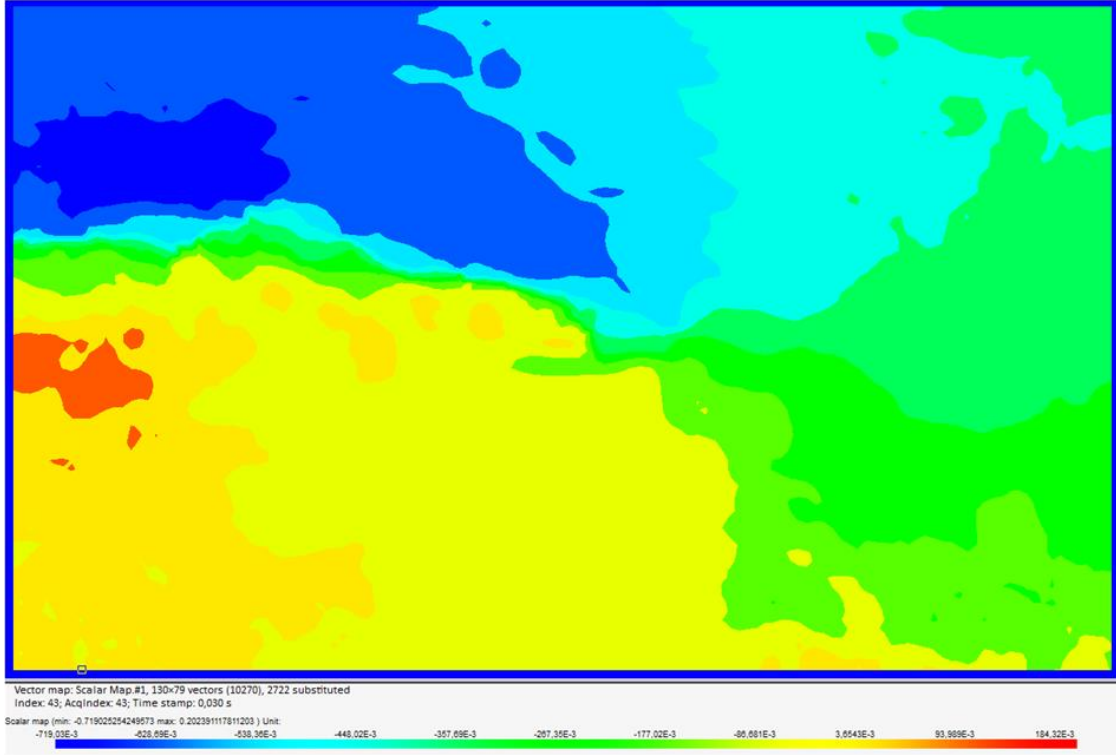 Vector map: Scalar Map.#1, 130×79 vectors (10270), 2722 substituted
Index: 43; AcqIndex: 43; Time stamp: 0,030 s
Scalar map (min: -0.719025254249573 max: 0.202391117811203 ) Unit:
-719,03E-3 -628,69E-3 -538,36E-3 -448,02E-3 -357,69E-3 -267,35E-3 -177,02E-3 -86,681E-3 3,6543E-3 93,989E-3 184,32E-3